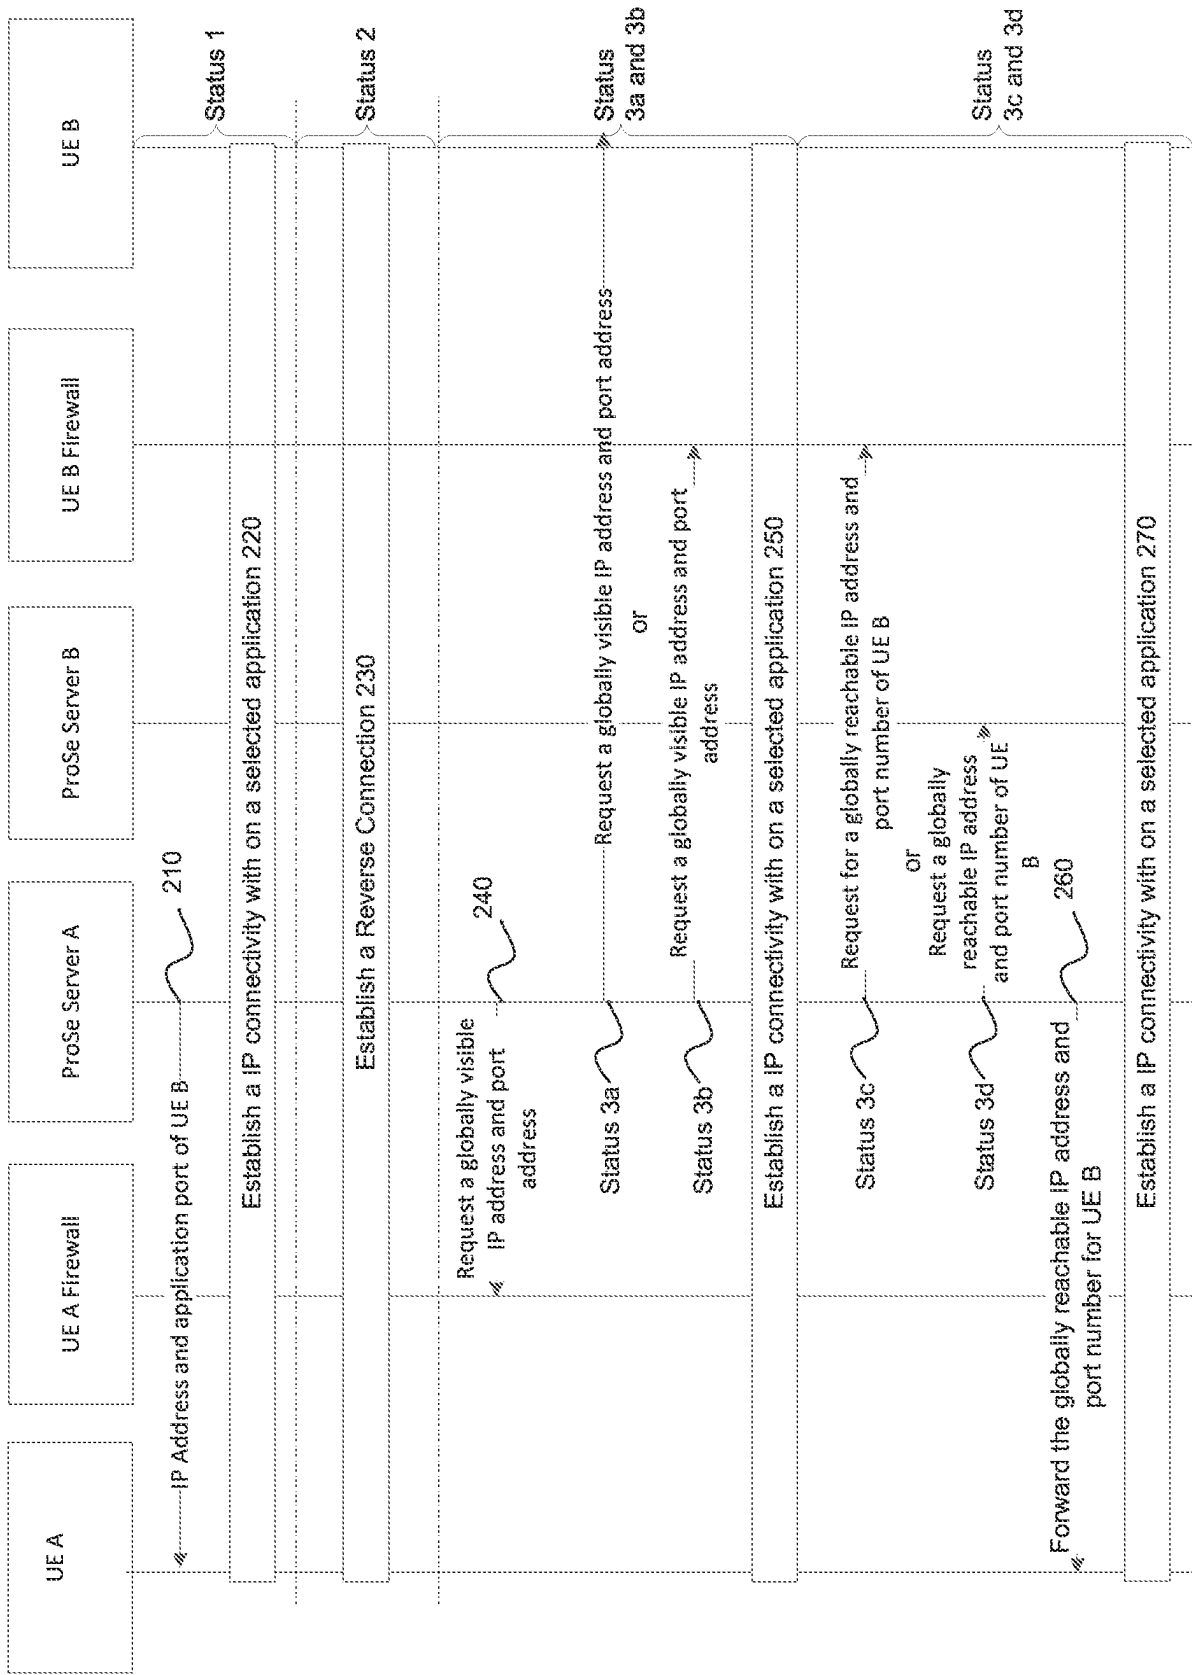 UE A
UE A Firewall
ProSe Server A
ProSe Server B
UE B Firewall
UE B
IP Address and application port of UE B
210
Status 1
Establish a IP connectivity with on a selected application 220
Establish a Reverse Connection 230
Status 2
Request a globally visible
IP address and port
address
240
Status 3a
Request a globally visible IP address and port address
or
Status
3a and 3b
Status 3b
Request a globally visible IP address and port
address
Establish a IP connectivity with on a selected application 250
Status 3c
Request for a globally reachable IP address and
port number of UE B
or
Status 3d
Request a globally
reachable IP address
and port number of UE
B
Status
3c and 3d
Forward the globally reachable IP address and
port number for UE B
260
Establish a IP connectivity with on a selected application 270